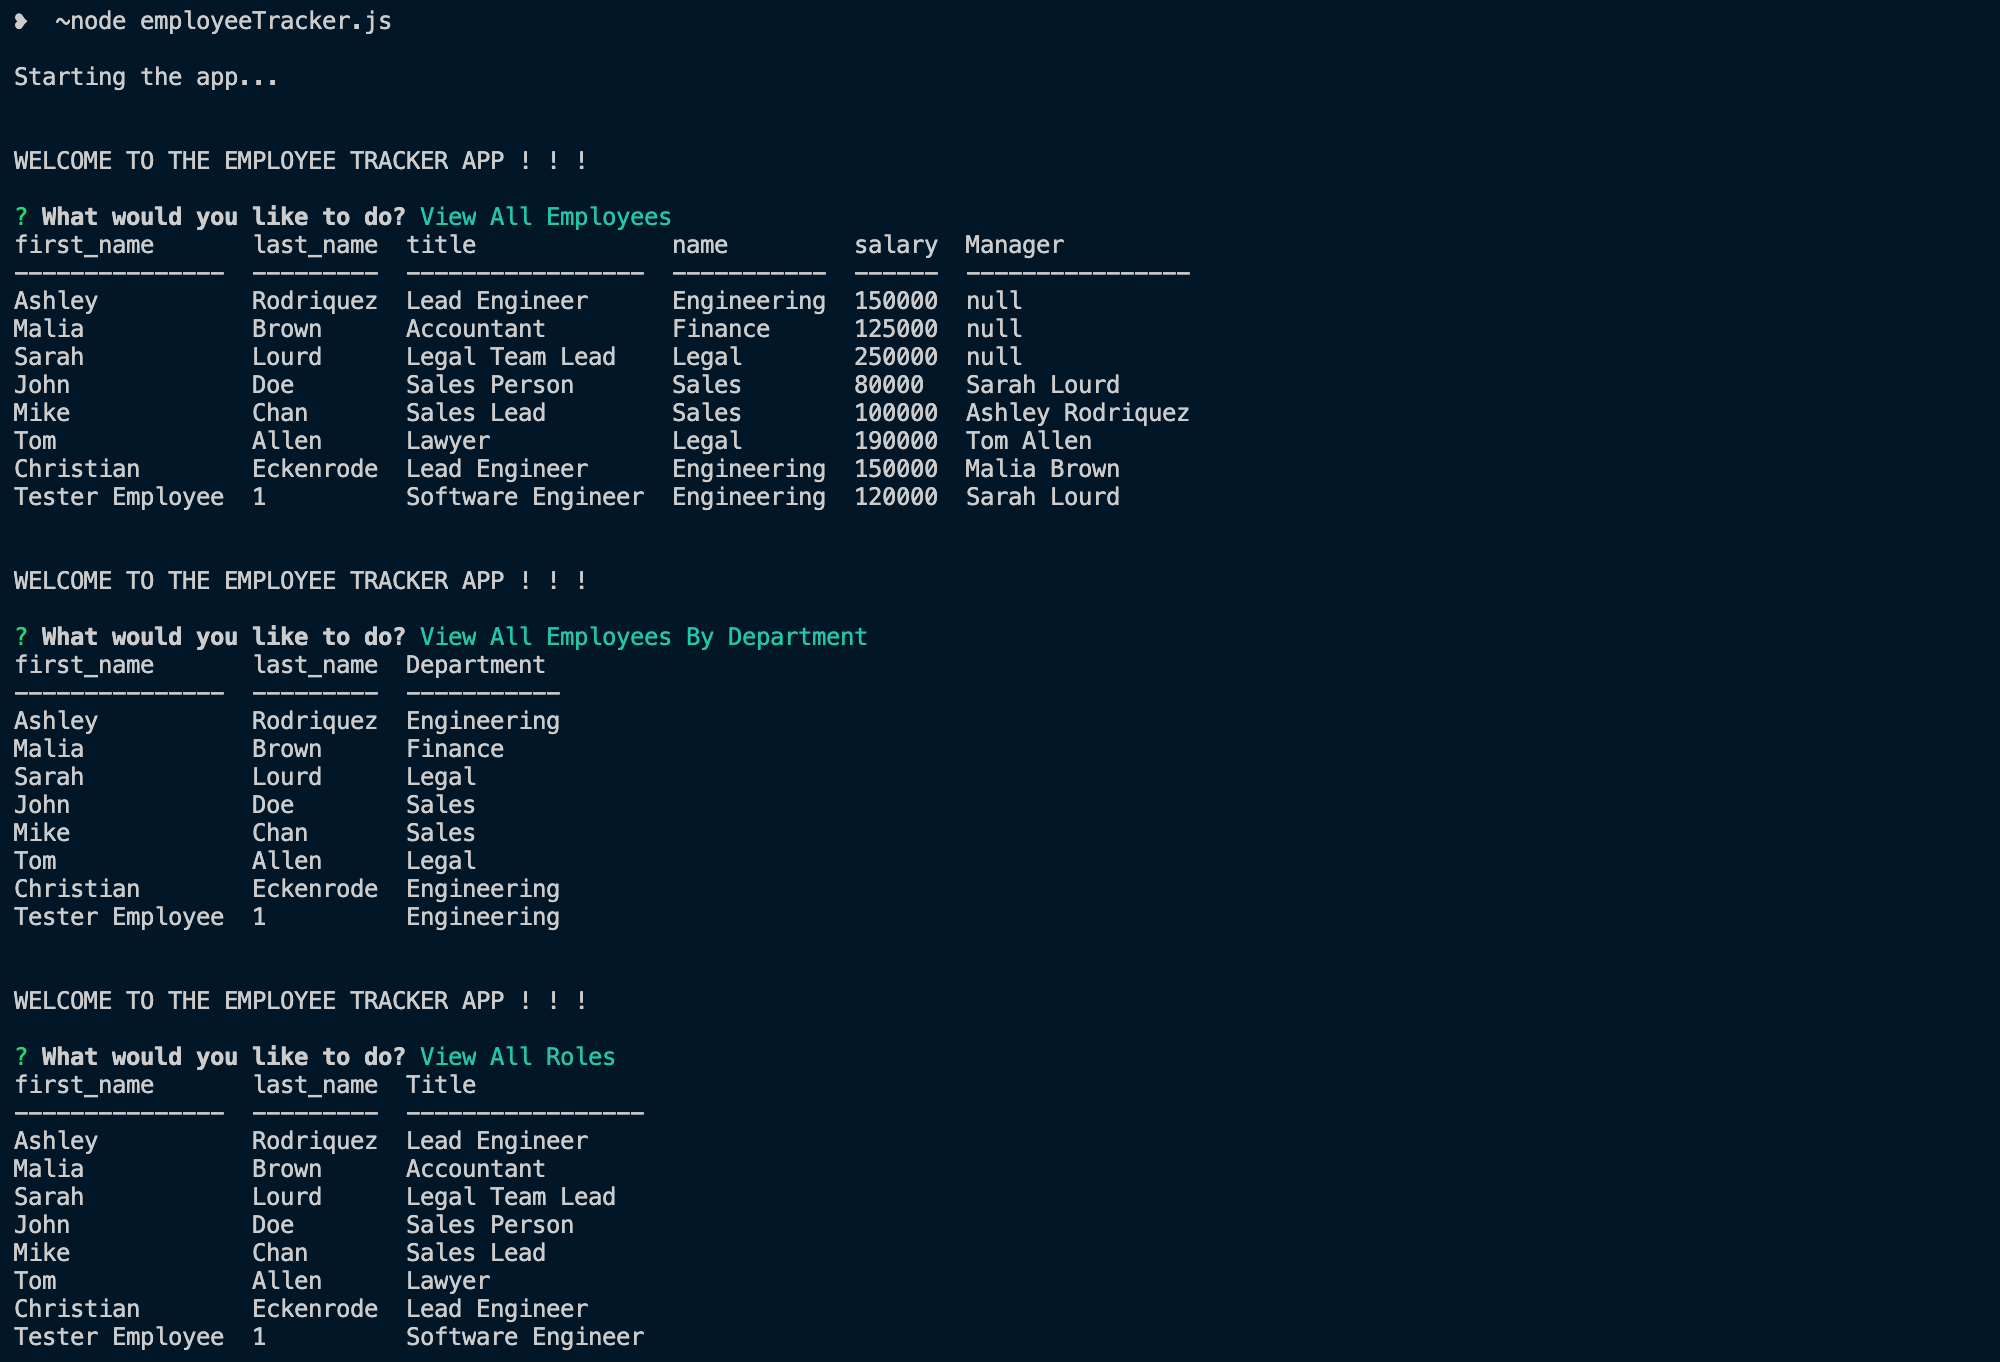 ❥  ~node employeeTracker.js
Starting the app...
WELCOME TO THE EMPLOYEE TRACKER APP ! ! !
? What would you like to do? View All Employees
first_name       last_name  title              name         salary  Manager
---------------  ---------  -----------------  -----------  ------  ----------------
Ashley           Rodriquez  Lead Engineer      Engineering  150000  null
Malia            Brown      Accountant         Finance      125000  null
Sarah            Lourd      Legal Team Lead    Legal        250000  null
John             Doe        Sales Person       Sales        80000   Sarah Lourd
Mike             Chan       Sales Lead         Sales        100000  Ashley Rodriquez
Tom              Allen      Lawyer             Legal        190000  Tom Allen
Christian        Eckenrode  Lead Engineer      Engineering  150000  Malia Brown
Tester Employee  1          Software Engineer  Engineering  120000  Sarah Lourd
WELCOME TO THE EMPLOYEE TRACKER APP ! ! !
? What would you like to do? View All Employees By Department
first_name       last_name  Department
---------------  ---------  -----------
Ashley           Rodriquez  Engineering
Malia            Brown      Finance
Sarah            Lourd      Legal
John             Doe        Sales
Mike             Chan       Sales
Tom              Allen      Legal
Christian        Eckenrode  Engineering
Tester Employee  1          Engineering
WELCOME TO THE EMPLOYEE TRACKER APP ! ! !
? What would you like to do? View All Roles
first_name       last_name  Title
---------------  ---------  -----------------
Ashley           Rodriquez  Lead Engineer
Malia            Brown      Accountant
Sarah            Lourd      Legal Team Lead
John             Doe        Sales Person
Mike             Chan       Sales Lead
Tom              Allen      Lawyer
Christian        Eckenrode  Lead Engineer
Tester Employee  1          Software Engineer